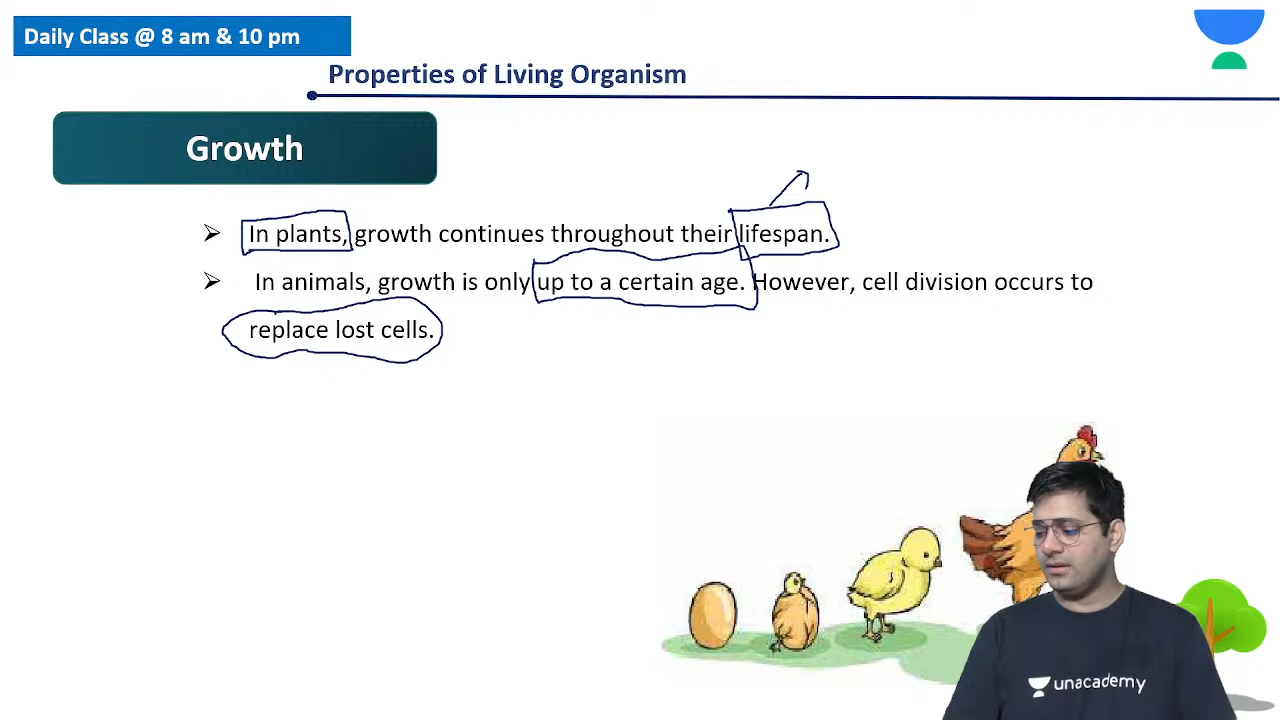 Daily Class @ 8 am & 10 pm
Properties of Living Organism
Growth
In plants, growth continues throughout their lifespan.
In animals, growth is only up to a certain age. However, cell division occurs to
replace lost cells.
unacademy